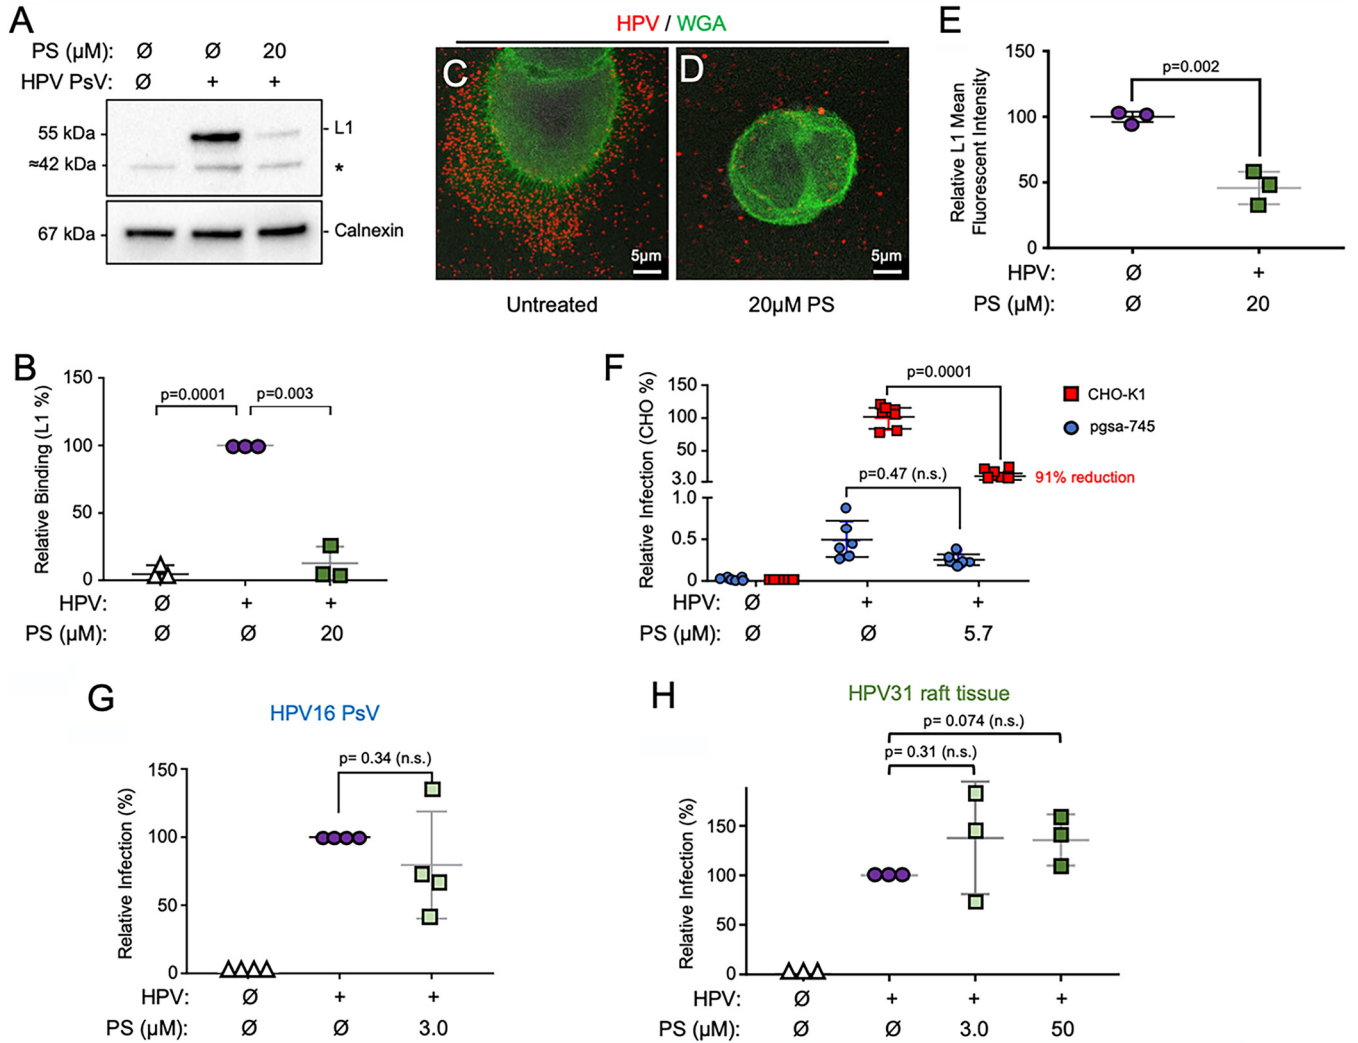 A
PS (µM): Ø Ø 20
HPV PsV: Ø + +
55 kDa
≈42 kDa
- L1
*
67 kDa
- Calnexin
HPV / WGA
C
D
5µm
5µm
Untreated
20µM PS
E
Relative L1 Mean
Fluorescent Intensity
150
100
50
0
p=0.002
HPV: Ø +
PS (µM): Ø 20
B
Relative Binding (L1 %)
150
100
50
0
p=0.0001
p=0.003
HPV: Ø + +
PS (µM): Ø Ø 20
F
Relative Infection (CHO %)
150
100
50
3.0
1.0
0.5
0
p=0.0001
p=0.47 (n.s.)
91% reduction
CHO-K1
pgsa-745
HPV: Ø + +
PS (µM): Ø Ø 5.7
G
HPV16 PsV
Relative Infection (%)
150
100
50
0
p= 0.34 (n.s.)
HPV: Ø + +
PS (µM): Ø Ø 3.0
H
HPV31 raft tissue
p= 0.074 (n.s.)
p= 0.31 (n.s.)
Relative Infection (%)
150
100
50
0
HPV: Ø + + +
PS (µM): Ø Ø 3.0 50